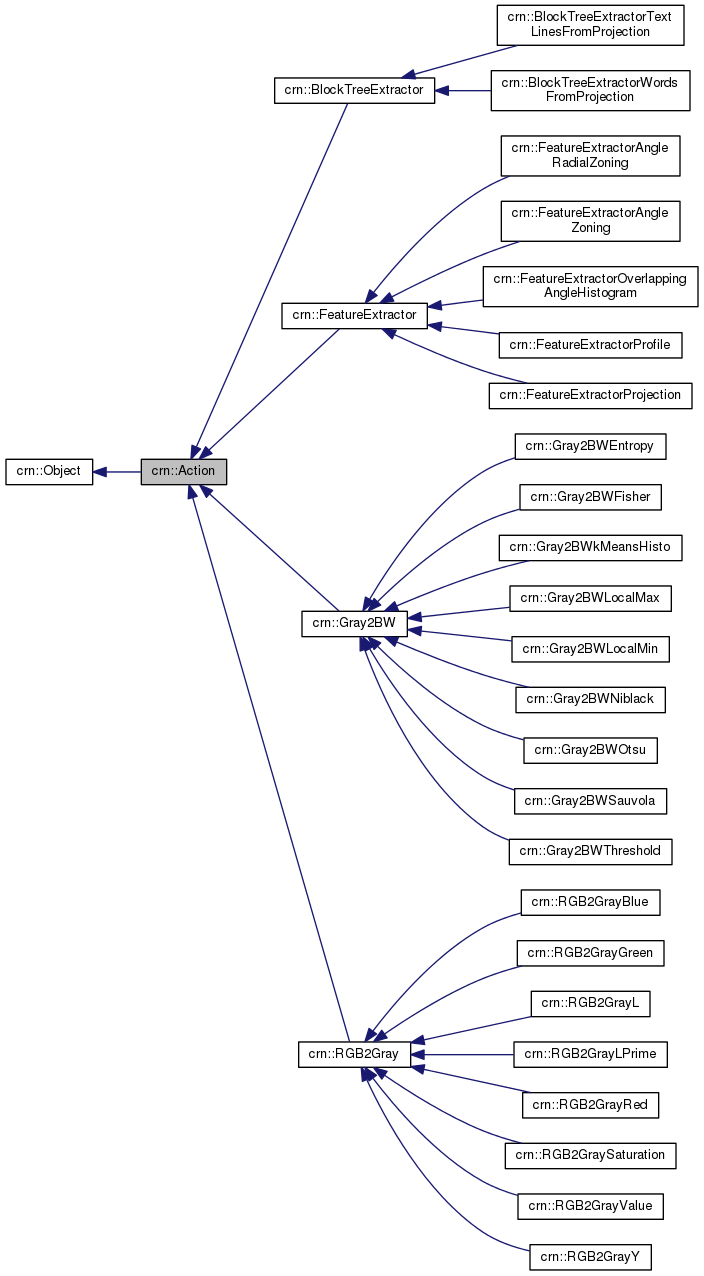 crn::BlockTreeExtractorText
LinesFromProjection
crn::BlockTreeExtractor
crn::BlockTreeExtractorWords
FromProjection
crn::FeatureExtractorAngle
RadialZoning
crn::FeatureExtractorAngle
Zoning
crn::FeatureExtractorOverlapping
AngleHistogram
crn::FeatureExtractor
crn::FeatureExtractorProfile
crn::FeatureExtractorProjection
crn::Object
crn::Action
crn::Gray2BWEntropy
crn::Gray2BWFisher
crn::Gray2BWkMeansHisto
crn::Gray2BWLocalMax
crn::Gray2BW
crn::Gray2BWLocalMin
crn::Gray2BWNiblack
crn::Gray2BWOtsu
crn::Gray2BWSauvola
crn::Gray2BWThreshold
crn::RGB2GrayBlue
crn::RGB2GrayGreen
crn::RGB2GrayL
crn::RGB2Gray
crn::RGB2GrayLPrime
crn::RGB2GrayRed
crn::RGB2GraySaturation
crn::RGB2GrayValue
crn::RGB2GrayY